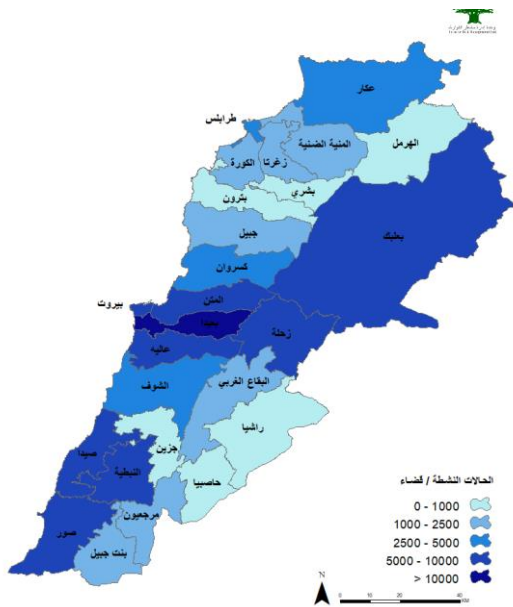 عكار
طرابلس
الهرمل
المنية الضنية
زغرتا
الكورة
بشري
بترون
جبيل
بعلبك
كسروان
المتن
بيروت
بعبدا
زحلة
عاليه
البقاع الغربي
الشوف
راشيا
جزين
صيدا
النبطية
حاصبيا
مرجعيون
صور
بنت جبيل
الحالات النشطة / قضاء
0 - 1000
1000 - 2500
2500 - 5000
5000 - 10000
> 10000
N
0 10 20 40